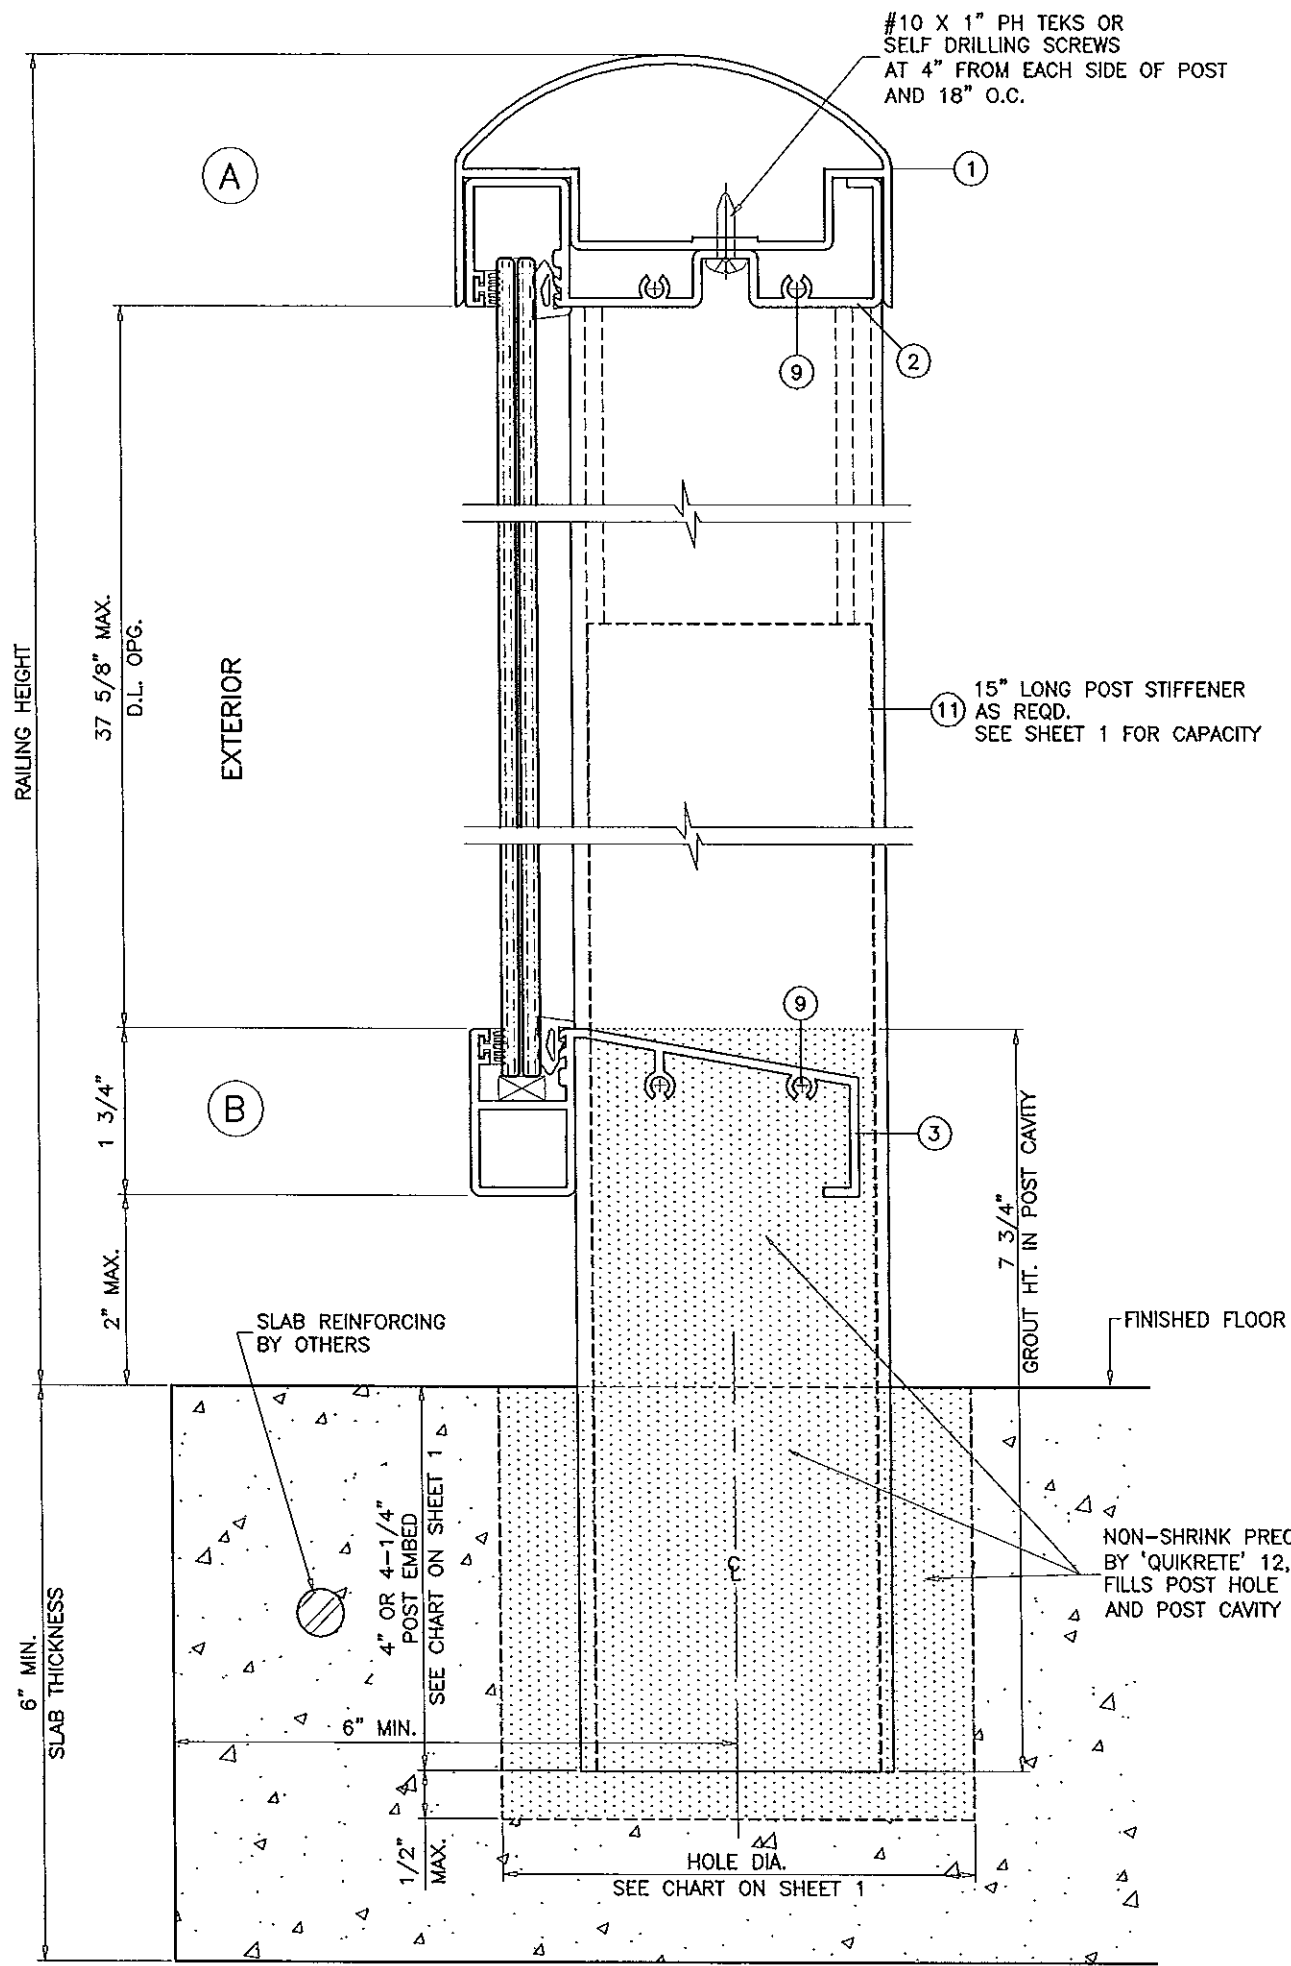 #10 X 1" PH TEKS OR
SELF DRILLING SCREWS
AT 4" FROM EACH SIDE OF POST
AND 18" O.C.
A
1
2
9
RAILING HEIGHT
37 5/8" MAX.
D.L. OPG.
EXTERIOR
11
15" LONG POST STIFFENER
AS REQD.
SEE SHEET 1 FOR CAPACITY
9
1 3/4"
B
3
7 3/4"
GROUT HT. IN POST CAVITY
2" MAX.
SLAB REINFORCING
BY OTHERS
FINISHED FLOOR
6" MIN.
SLAB THICKNESS
4" OR 4-1/4"
POST EMBED
SEE CHART ON SHEET 1
CL
NON-SHRINK PREC
BY 'QUIKRETE' 12,
FILLS POST HOLE
AND POST CAVITY
6" MIN.
1/2"
MAX.
HOLE DIA.
SEE CHART ON SHEET 1